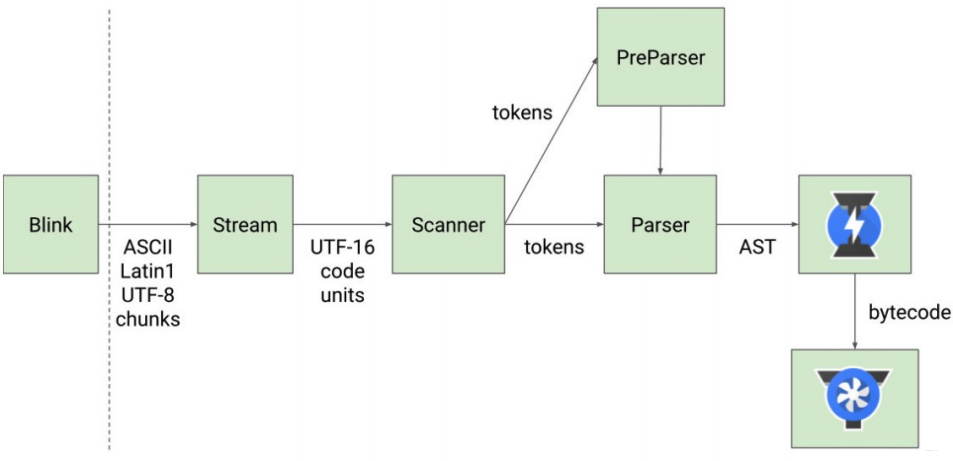 PreParser
tokens
Blink
Stream
Scanner
Parser
ASCII
Latin1
UTF-8
chunks
UTF-16
code
units
tokens
AST
bytecode